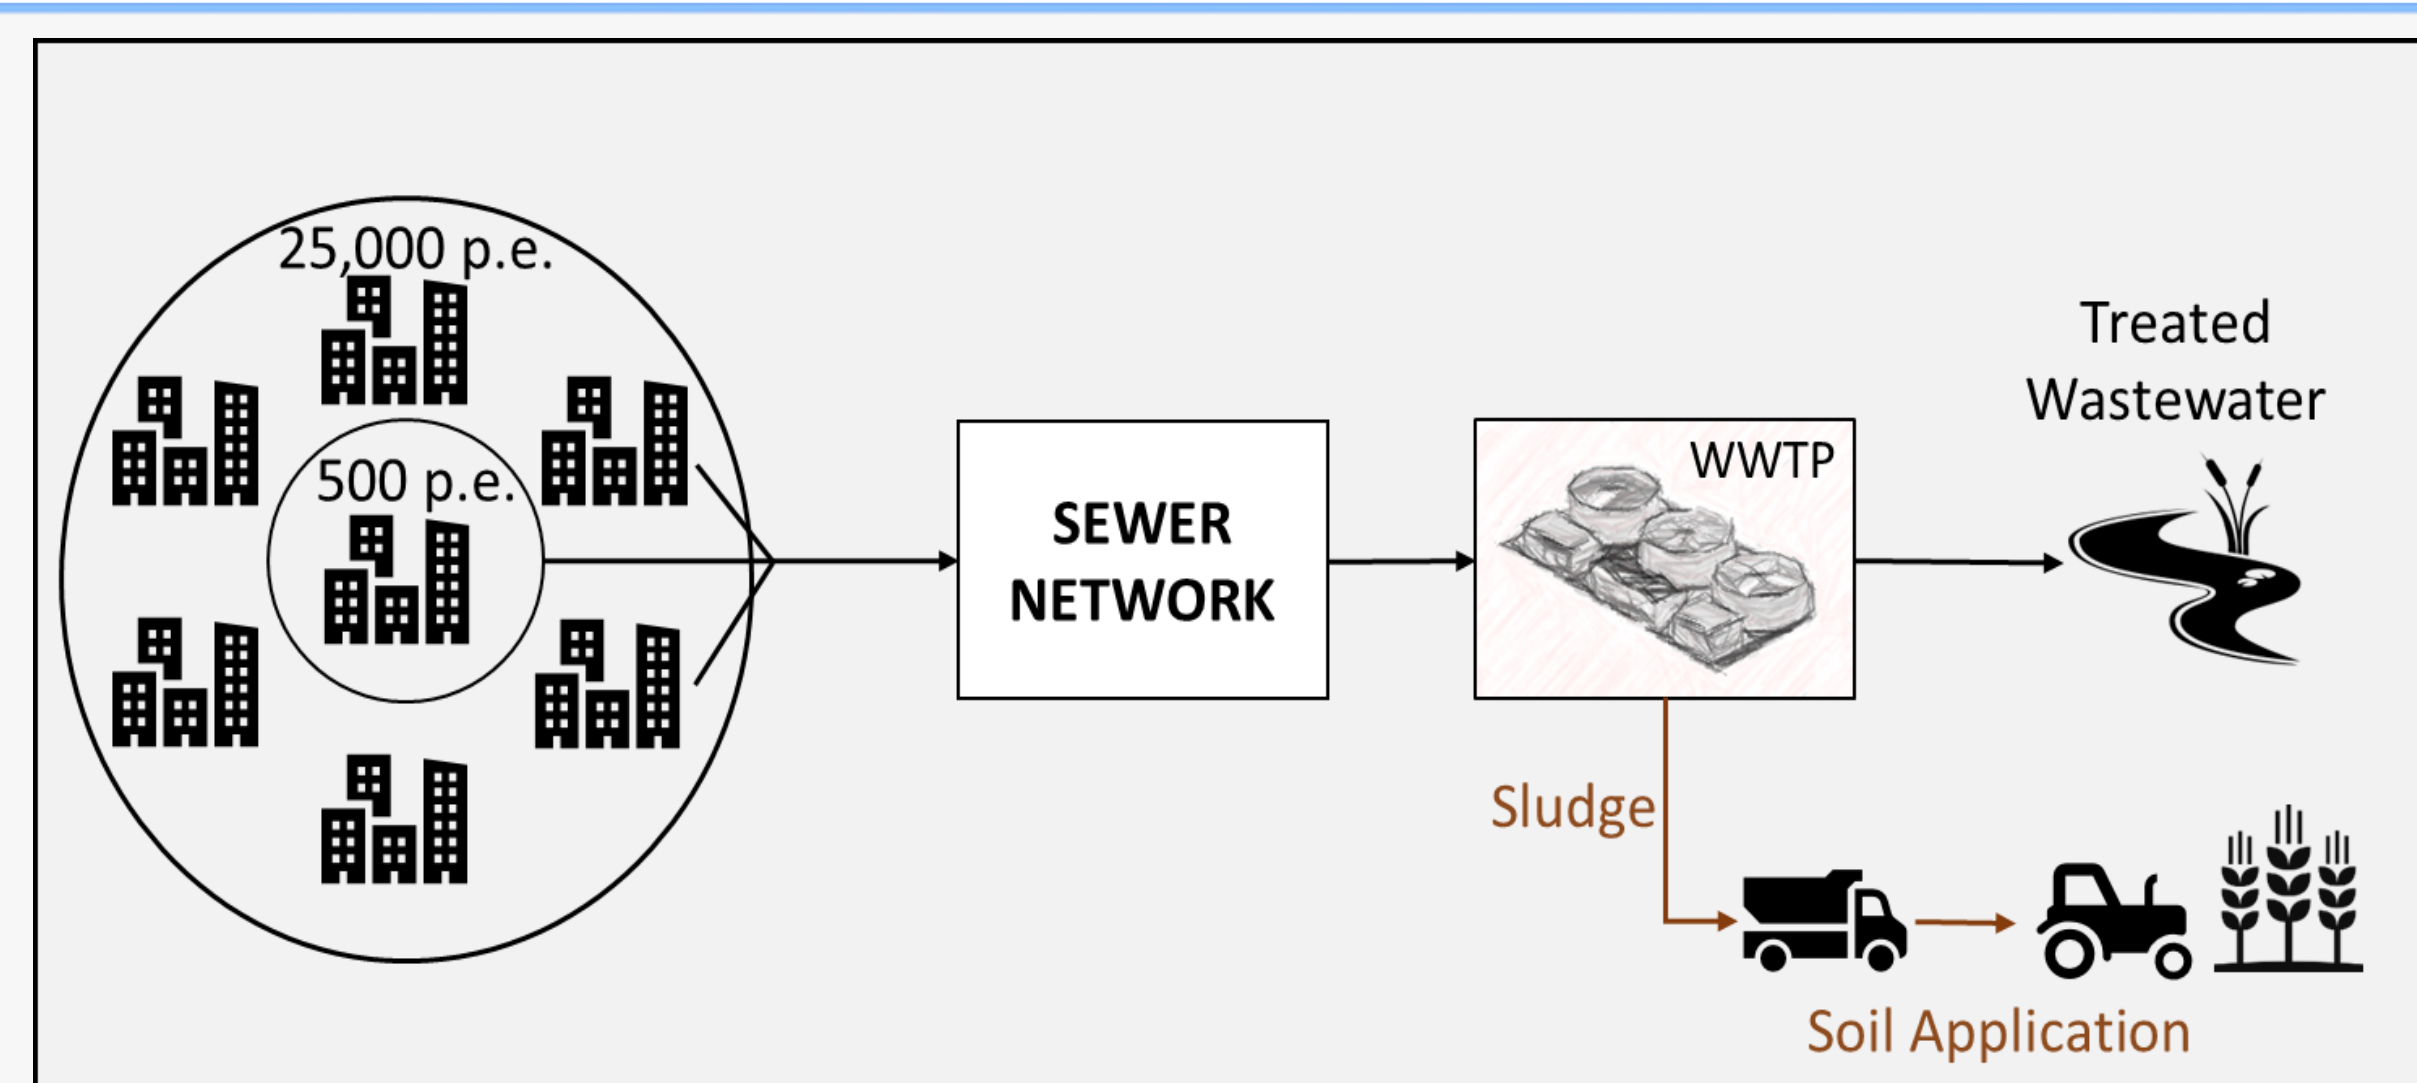 25,000 p.e.
500 p.e.
SEWER
NETWORK
WWTP
Treated
Wastewater
Sludge
Soil Application